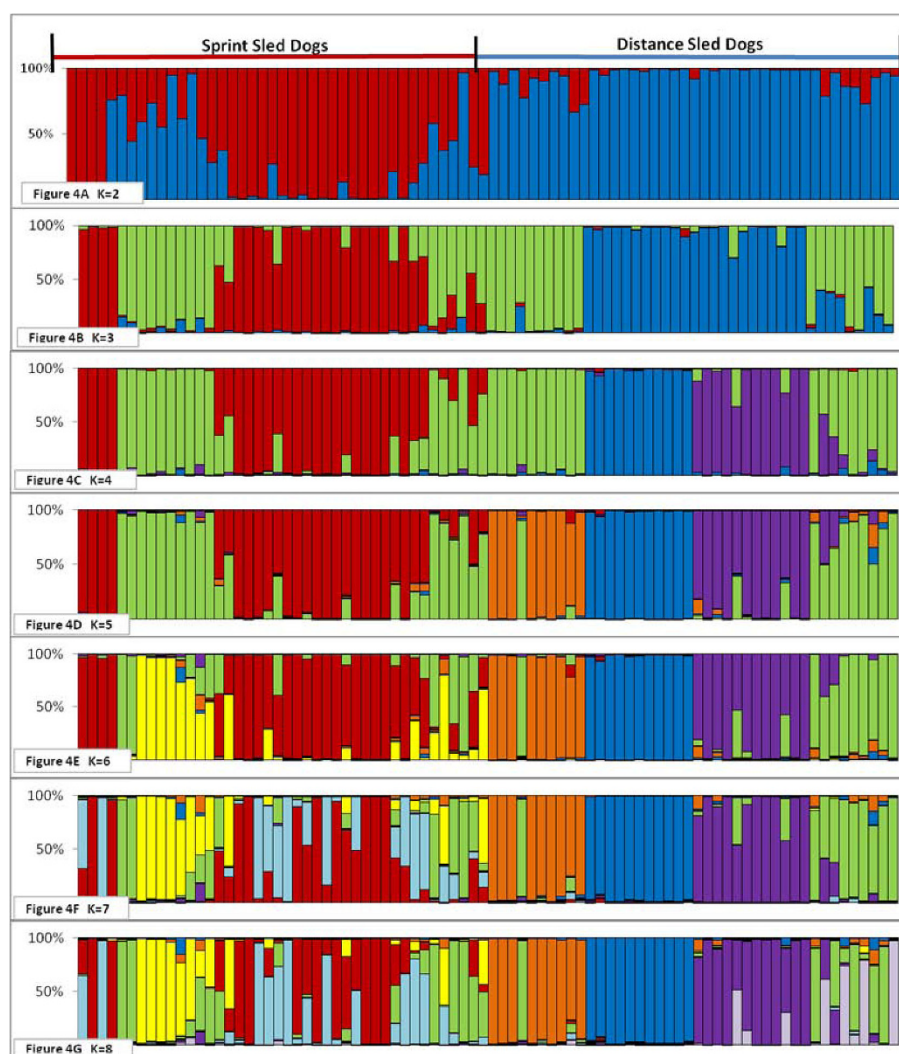 Sprint Sled Dogs
Distance Sled Dogs
100%
50%
Figure 4A K=2
100%
50%
Figure 4B K=3
100%
50%
Figure 4C K=4
100%
50%
Figure 4D K=5
100%
50%
Figure 4E K=6
100%
50%
Figure 4F K=7
100%
50%
Figure 4G K=8